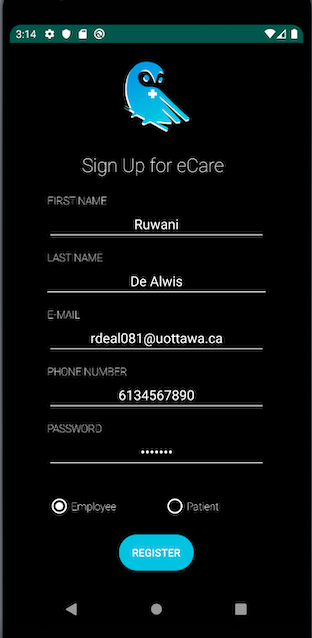 3:14
Sign Up for eCare
FIRST NAME
Ruwani
LAST NAME
De Alwis
E-MAIL
rdeal081@uottawa.ca
PHONE NUMBER
6134567890
PASSWORD
•••••••
Employee Patient
REGISTER